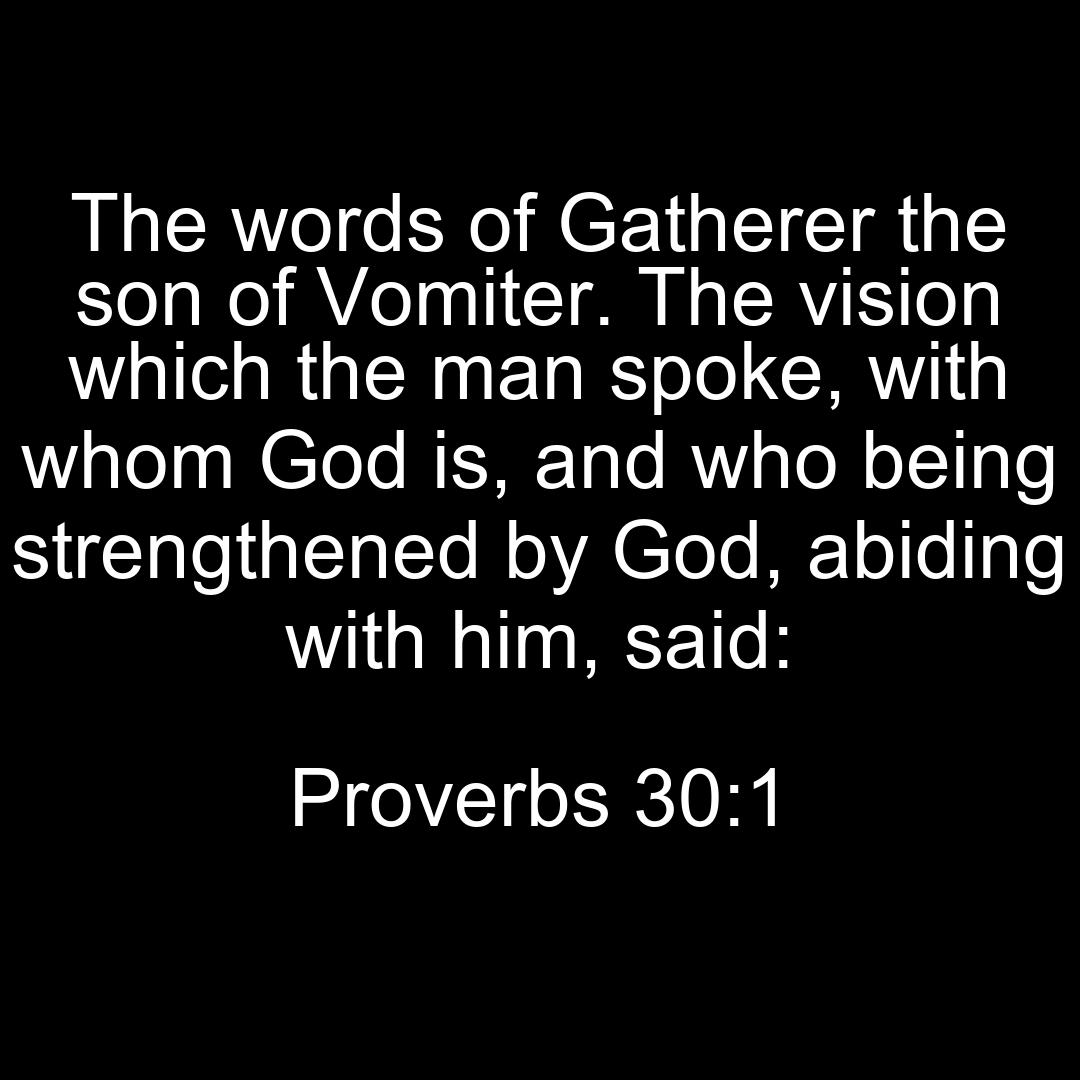 The words of Gatherer the
son of Vomiter. The vision
which the man spoke, with
whom God is, and who being
strengthened by God, abiding
with him, said:
Proverbs 30:1